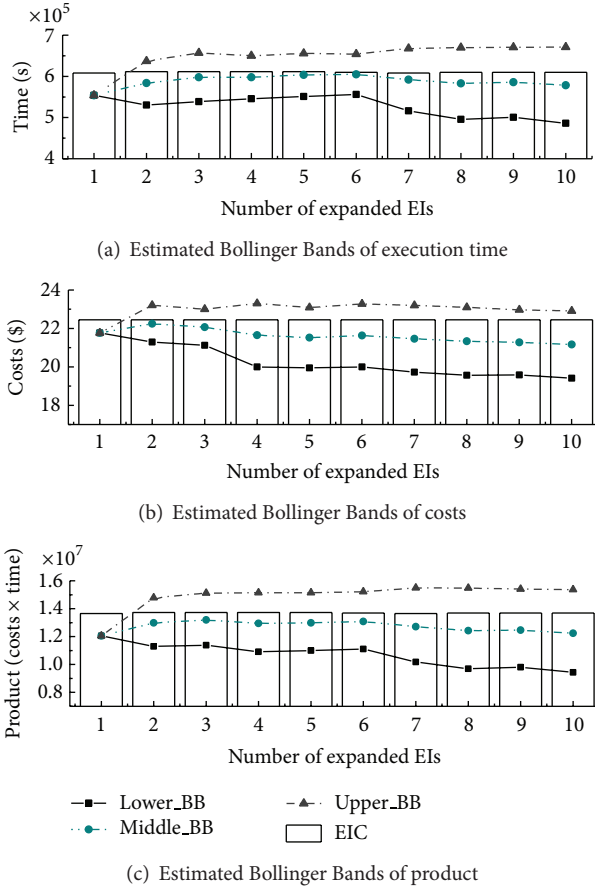 ×10⁵
7
6
5
4
Time (s)
1 2 3 4 5 6 7 8 9 10
Number of expanded EIs
(a) Estimated Bollinger Bands of execution time
24
22
20
18
Costs ($)
1 2 3 4 5 6 7 8 9 10
Number of expanded EIs
(b) Estimated Bollinger Bands of costs
×10⁷
1.6
1.4
1.2
1.0
0.8
Product (costs × time)
1 2 3 4 5 6 7 8 9 10
Number of expanded EIs
Lower_BB Upper_BB
Middle_BB EIC
(c) Estimated Bollinger Bands of product